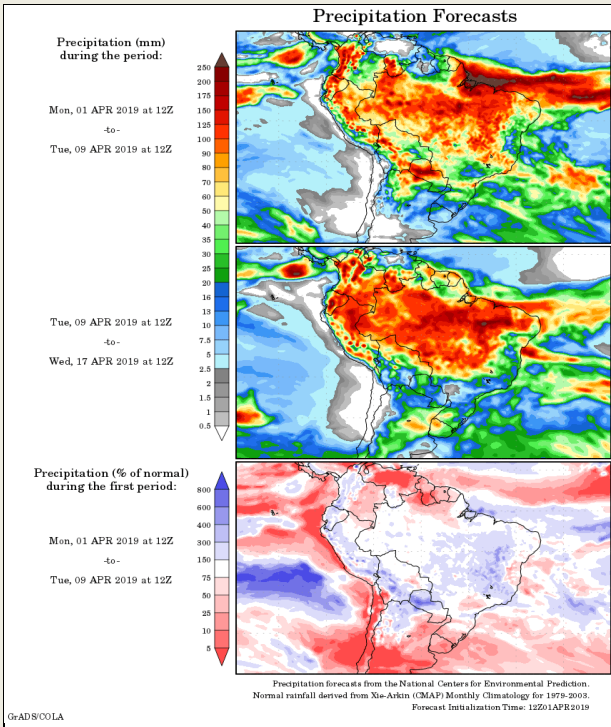 Precipitation Forecasts
Precipitation (mm)
during the period:
Mon, 01 APR 2019 at 12Z
-to-
Tue, 09 APR 2019 at 12Z
250
200
175
150
125
100
90
80
70
60
50
40
35
30
25
20
16
13
10
7.5
5
2.5
2
1.5
1
0.5
Tue, 09 APR 2019 at 12Z
-to-
Wed, 17 APR 2019 at 12Z
Precipitation (% of normal)
during the first period:
Mon, 01 APR 2019 at 12Z
-to-
Tue, 09 APR 2019 at 12Z
800
600
400
300
150
75
50
25
10
5
Precipitation forecasts from the National Centers for Environmental Prediction.
Normal rainfall derived from Xie-Arkin (CMAP) Monthly Climatology for 1979-2003.
Forecast Initialization Time: 12Z01APR2019
GrADS/COLA